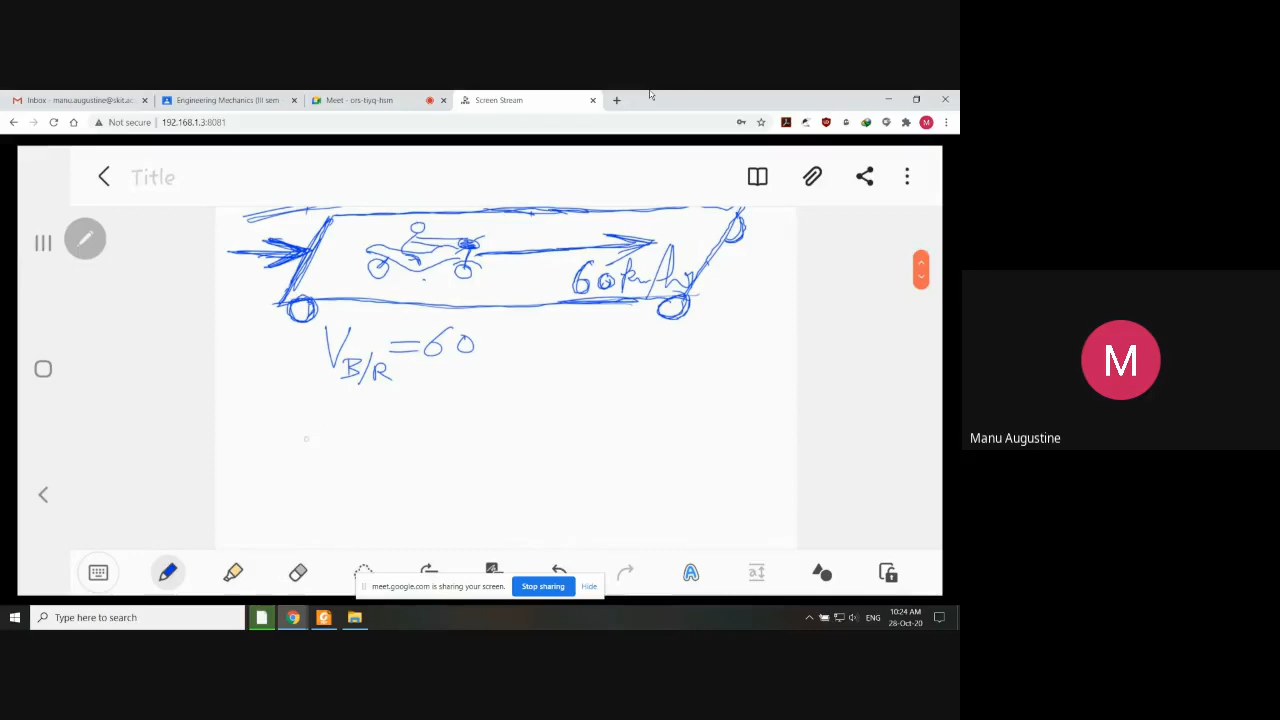 Inbox - manu.augustine@skit.ac
Engineering Mechanics (III sem
Meet - ors-tiyq-hsm
Screen Stream
Not secure
192.168.1.3:8081
M
Title
60km/hr
V_B/R = 60
M
Manu Augustine
A
meet.google.com is sharing your screen.
Stop sharing
Hide
Type here to search
ENG
10:24 AM
28-Oct-20